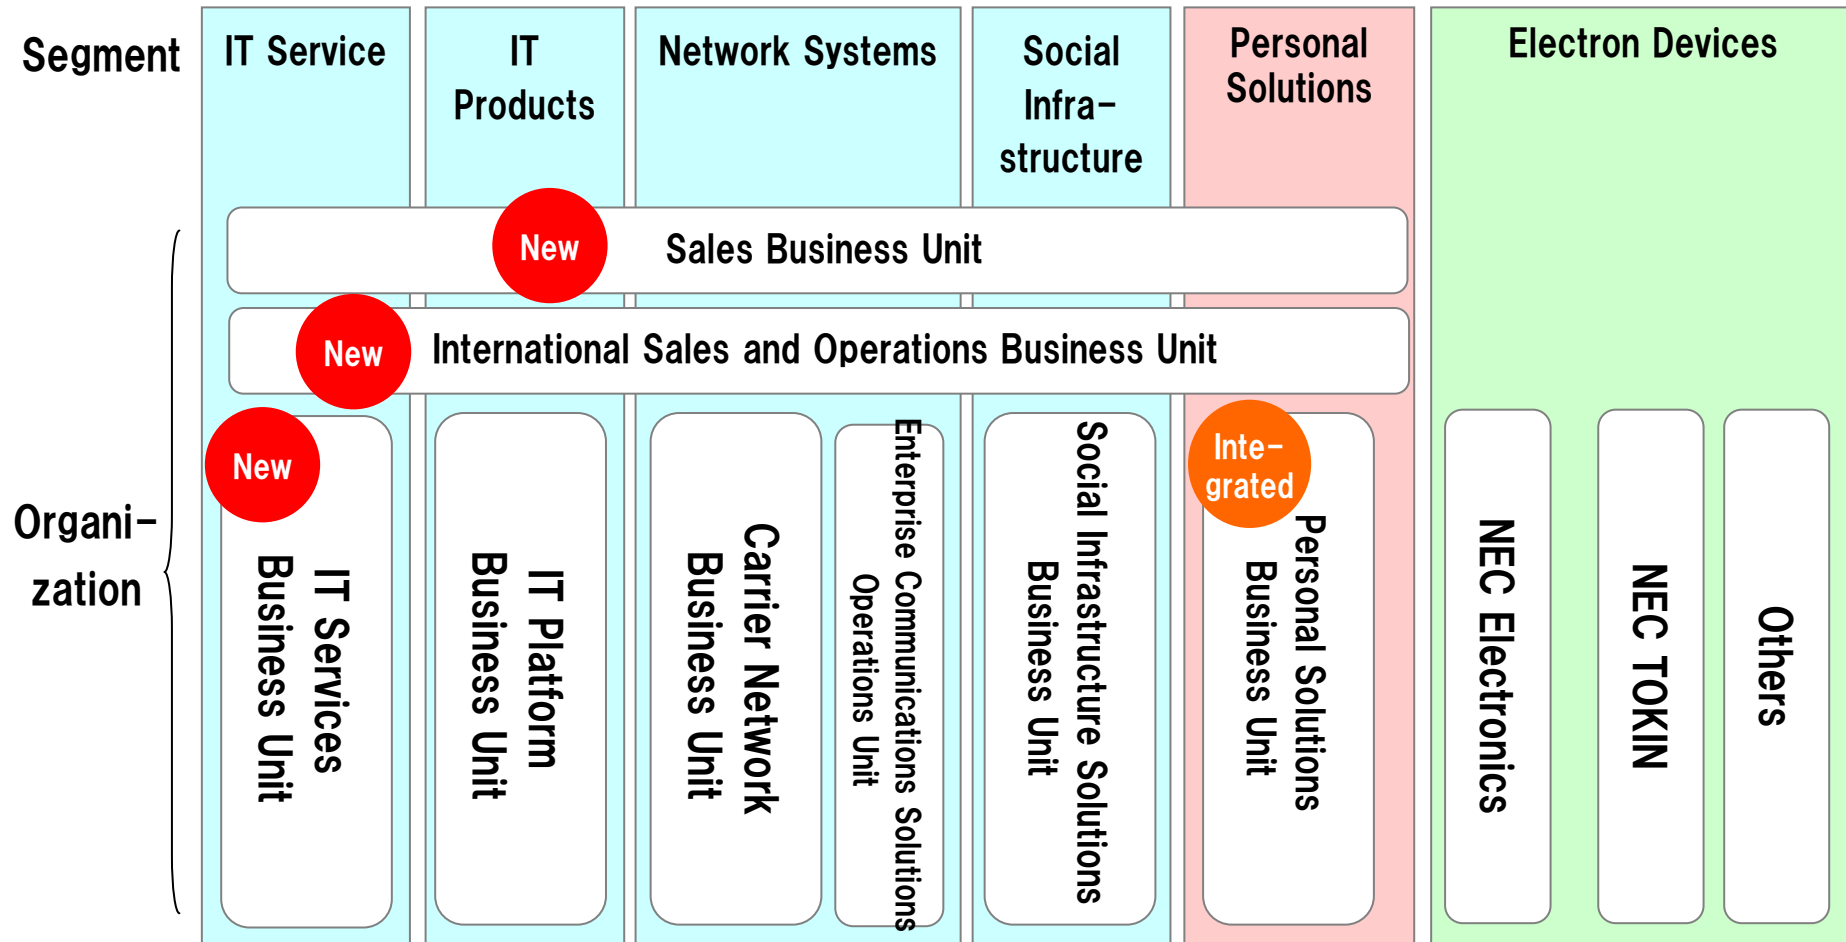 Segment
IT Service
IT
Products
Network Systems
Social
Infra-
structure
Personal
Solutions
Electron Devices
New
Sales Business Unit
New
International Sales and Operations Business Unit
Organi-
zation
New
IT Services
Business Unit
IT Platform
Business Unit
Carrier Network
Business Unit
Enterprise Communications Solutions
Operations Unit
Social Infrastructure Solutions
Business Unit
Inte-
grated
Personal Solutions
Business Unit
NEC Electronics
NEC TOKIN
Others